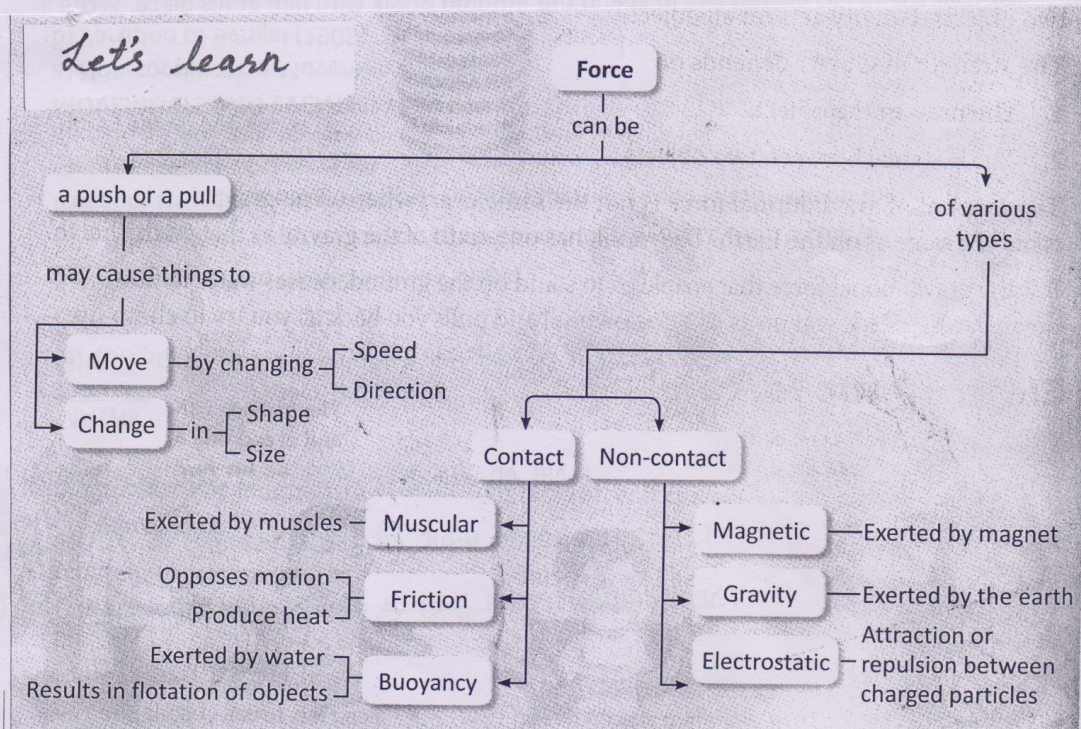 Let's learn
Force
can be
a push or a pull
of various
types
may cause things to
Move
by changing
Speed
Direction
Change
in
Shape
Size
Contact
Non-contact
Exerted by muscles
Muscular
Opposes motion
Produce heat
Friction
Exerted by water
Results in flotation of objects
Buoyancy
Magnetic
Exerted by magnet
Gravity
Exerted by the earth
Electrostatic
Attraction or
repulsion between
charged particles